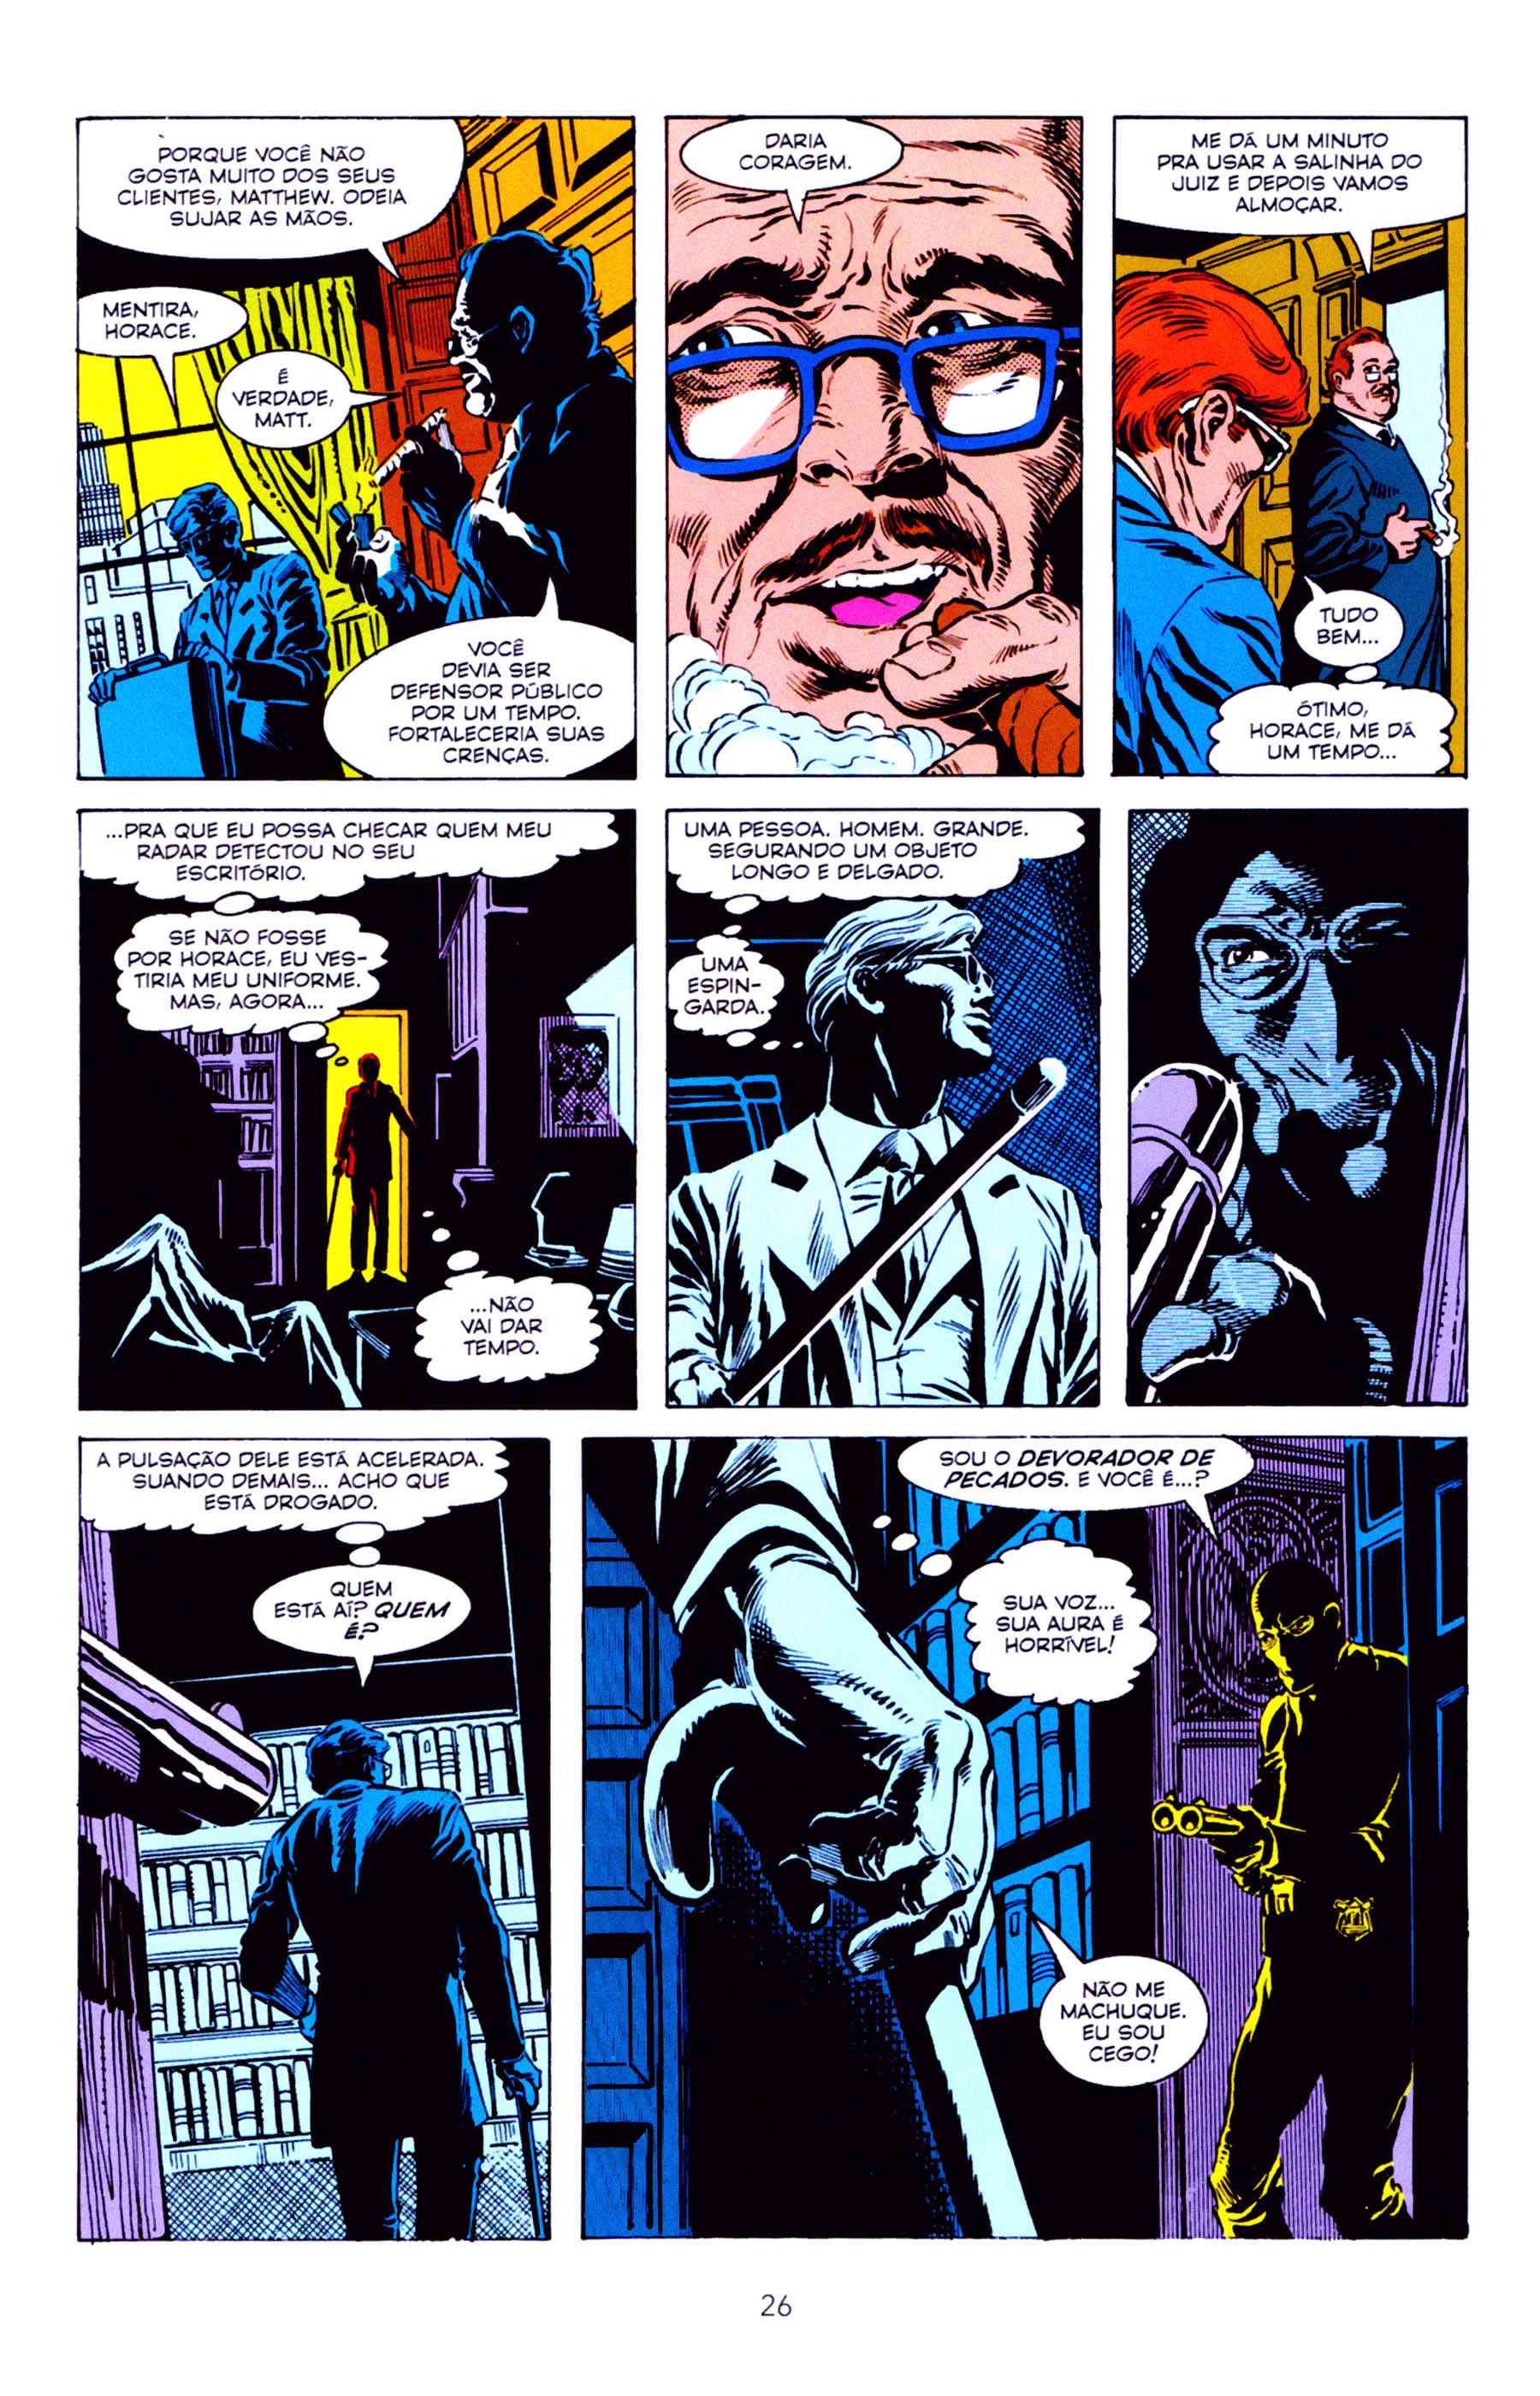 PORQUE VOCÊ NÃO
GOSTA MUITO DOS SEUS
CLIENTES, MATTHEW. ODEIA
SUJAR AS MÃOS.
MENTIRA,
HORACE.
É
VERDADE,
MATT.
VOCÊ
DEVIA SER
DEFENSOR PÚBLICO
POR UM TEMPO.
FORTALECERIA SUAS
CRENÇAS.
DARIA
CORAGEM.
ME DÁ UM MINUTO
PRA USAR A SALINHA DO
JUIZ E DEPOIS VAMOS
ALMOÇAR.
TUDO
BEM...
ÓTIMO,
HORACE, ME DÁ
UM TEMPO...
...PRA QUE EU POSSA CHECAR QUEM MEU
RADAR DETECTOU NO SEU
ESCRITÓRIO.
SE NÃO FOSSE
POR HORACE, EU VES-
TIRIA MEU UNIFORME.
MAS, AGORA...
...NÃO
VAI DAR
TEMPO.
UMA PESSOA. HOMEM. GRANDE.
SEGURANDO UM OBJETO
LONGO E DELGADO.
UMA
ESPIN-
GARDA.
A PULSAÇÃO DELE ESTÁ ACELERADA.
SUANDO DEMAIS... ACHO QUE
ESTÁ DROGADO.
QUEM
ESTÁ AÍ? QUEM
É?
SOU O DEVORADOR DE
PECADOS. E VOCÊ É...?
SUA VOZ...
SUA AURA É
HORRÍVEL!
NÃO ME
MACHUQUE.
EU SOU
CEGO!
26